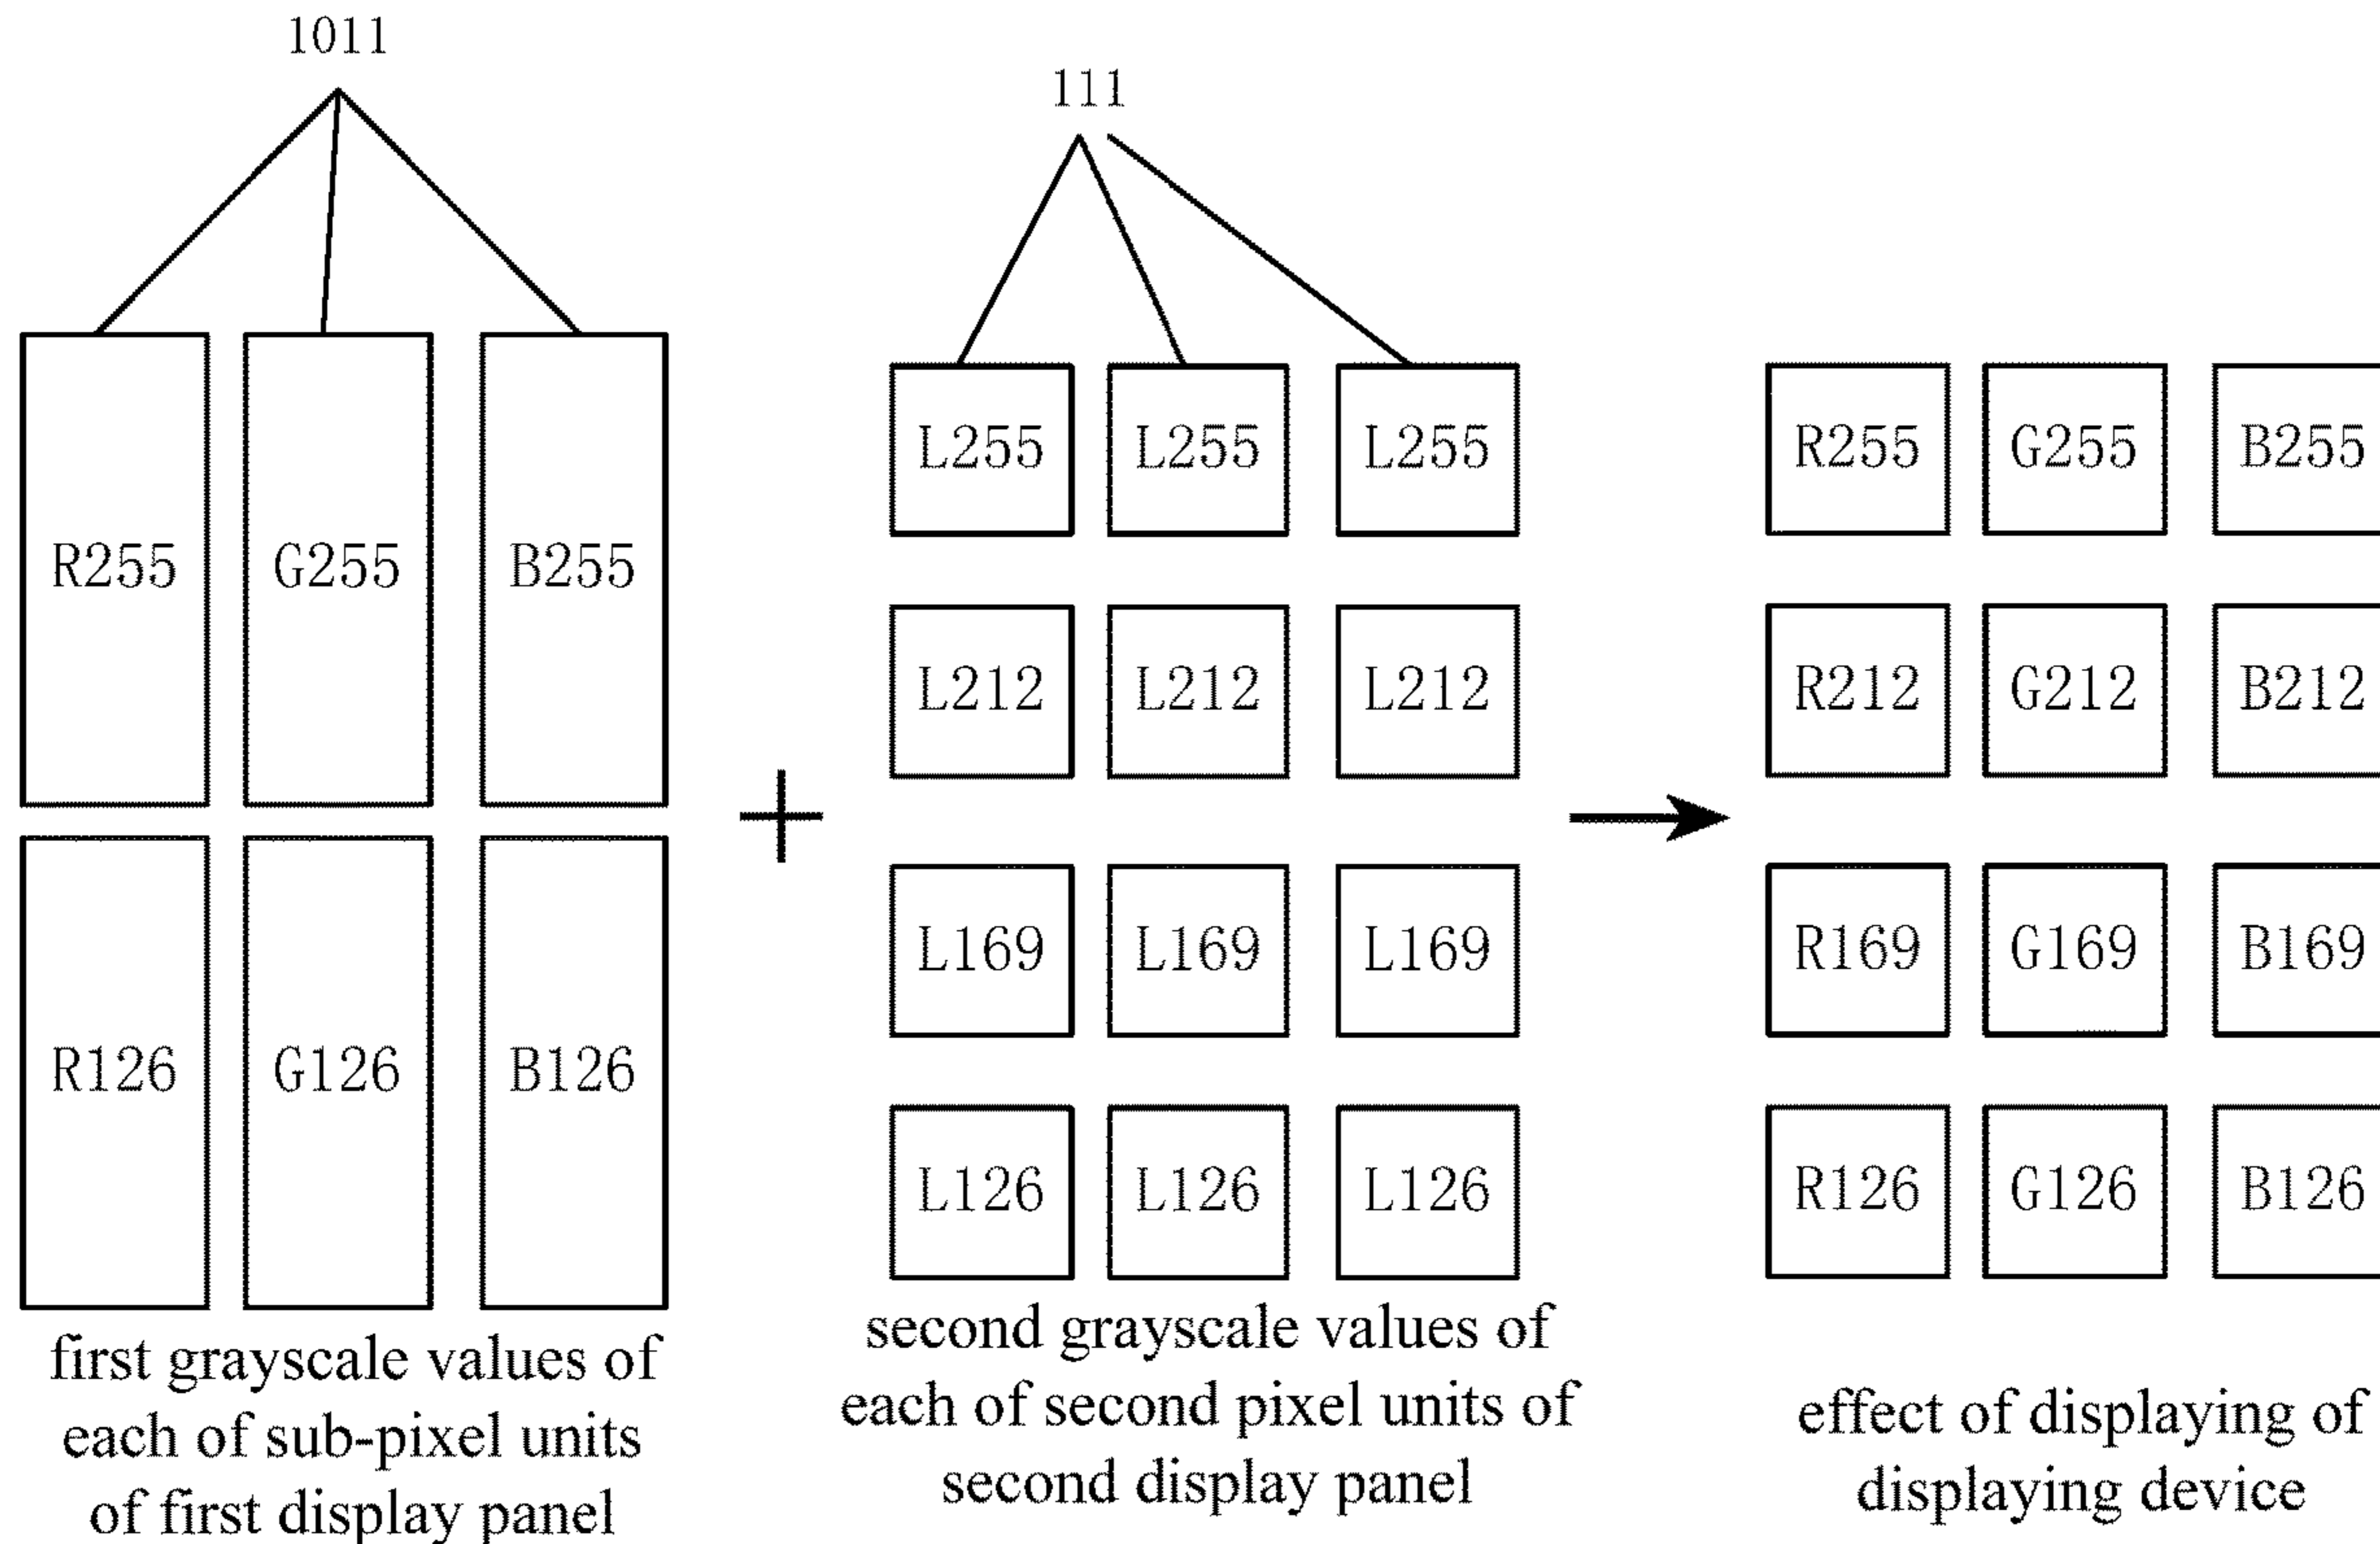 1011
111
R255 G255 B255
R126 G126 B126
L255 L255 L255
L212 L212 L212
L169 L169 L169
L126 L126 L126
R255 G255 B255
R212 G212 B212
R169 G169 B169
R126 G126 B126
first grayscale values of
each of sub-pixel units
of first display panel
second grayscale values of
each of second pixel units of
second display panel
effect of displaying of
displaying device